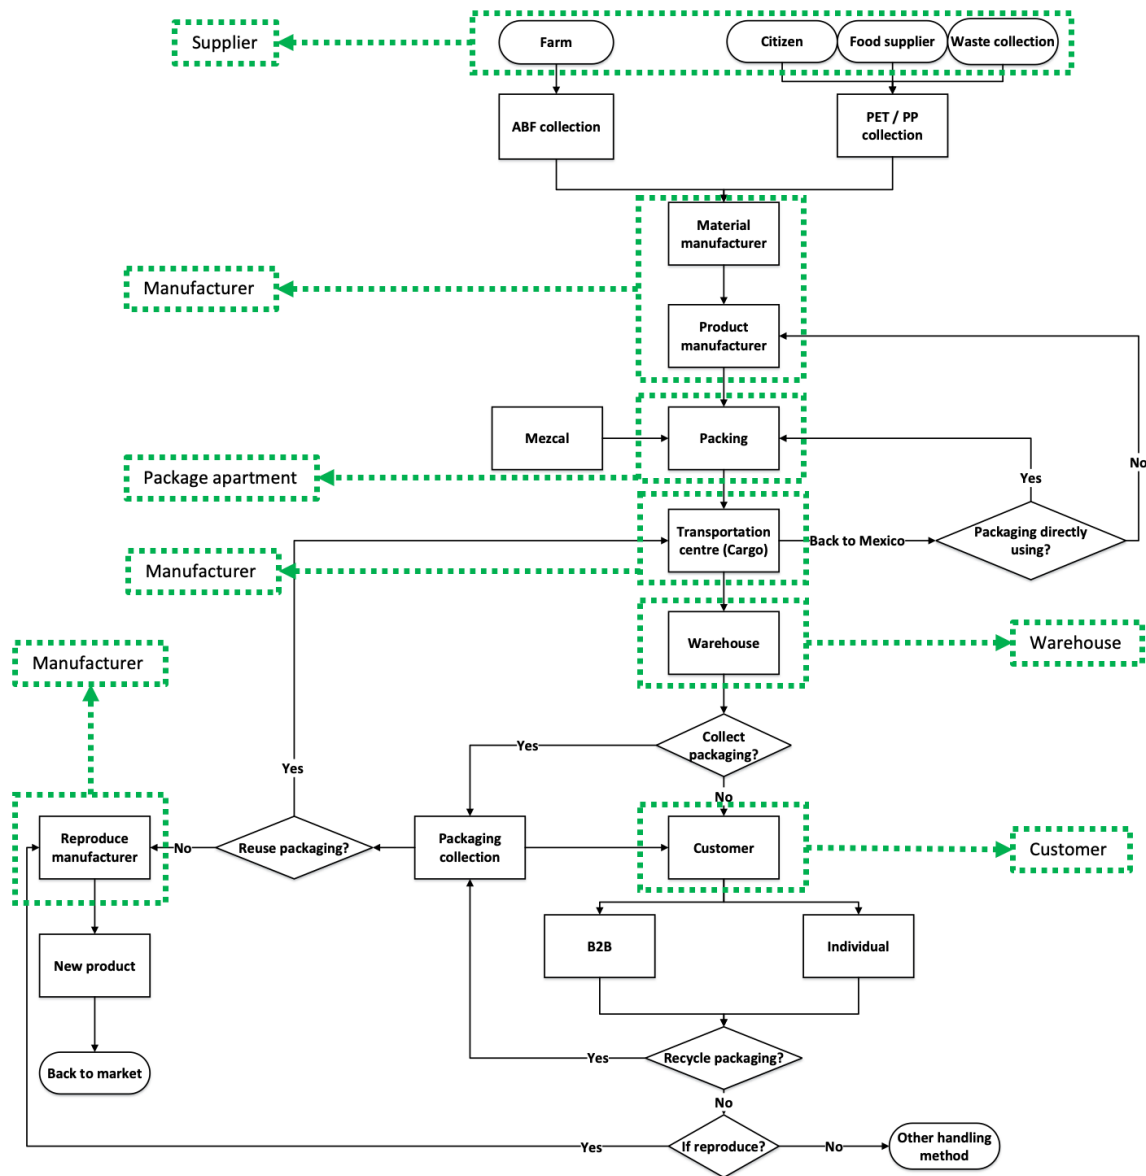 Supplier
Farm
Citizen
Food supplier
Waste collection
ABF collection
PET / PP
collection
Material
manufacturer
Manufacturer
Product
manufacturer
Mezcal
Packing
No
Package apartment
Yes
Transportation
centre (Cargo)
Back to Mexico
Packaging directly
using?
Manufacturer
Warehouse
Warehouse
Manufacturer
Collect
packaging?
Yes
Yes
No
Reproduce
manufacturer
No
Reuse packaging?
Packaging
collection
Customer
Customer
New product
B2B
Individual
Back to market
Yes
Recycle packaging?
No
Yes
If reproduce?
No
Other handling
method